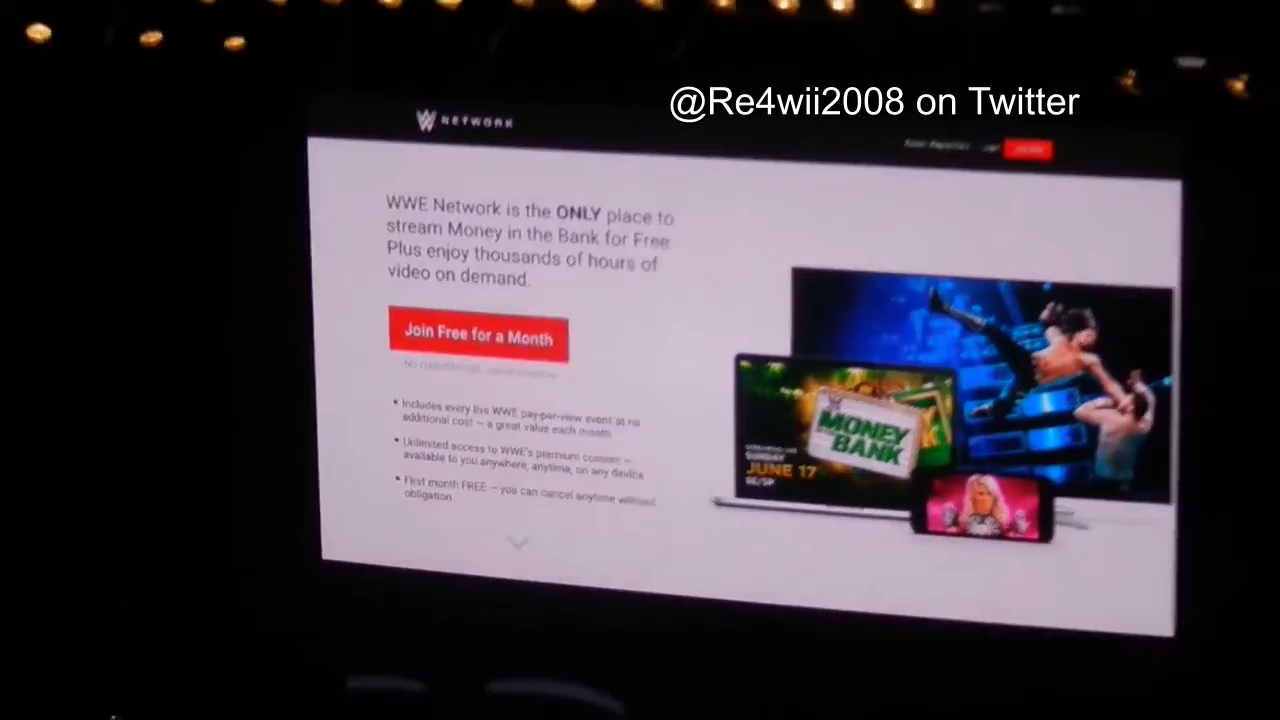 @Re4wii2008 on Twitter
W NETWORK
WWE Network is the ONLY place to
stream Money in the Bank for Free
Plus enjoy thousands of hours of
video on demand.
Join Free for a Month
• Includes every live WWE pay-per-view event at no
additional cost – a great value each month
• Unlimited access to WWE's premium content –
available to you anywhere, anytime, on any device
• First month FREE – you can cancel anytime without
obligation
MONEY
IN THE
BANK
SUNDAY
JUNE 17
8E/5P